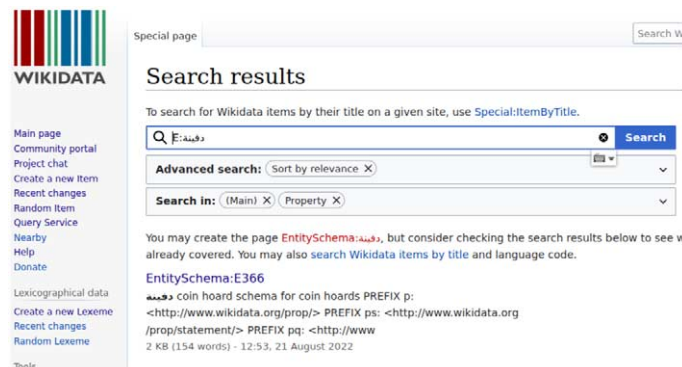 WIKIDATA
Special page
Search W
Search results
To search for Wikidata items by their title on a given site, use Special:ItemByTitle.
E:دفينة
Search
Advanced search: Sort by relevance
Search in: (Main) Property
You may create the page EntitySchema:دفينة, but consider checking the search results below to see w
already covered. You may also search Wikidata items by title and language code.
EntitySchema:E366
دفينة coin hoard schema for coin hoards PREFIX p:
<http://www.wikidata.org/prop/> PREFIX ps: <http://www.wikidata.org
/prop/statement/> PREFIX pq: <http://www
2 KB (154 words) - 12:53, 21 August 2022
Main page
Community portal
Project chat
Create a new Item
Recent changes
Random Item
Query Service
Nearby
Help
Donate
Lexicographical data
Create a new Lexeme
Recent changes
Random Lexeme
Tools